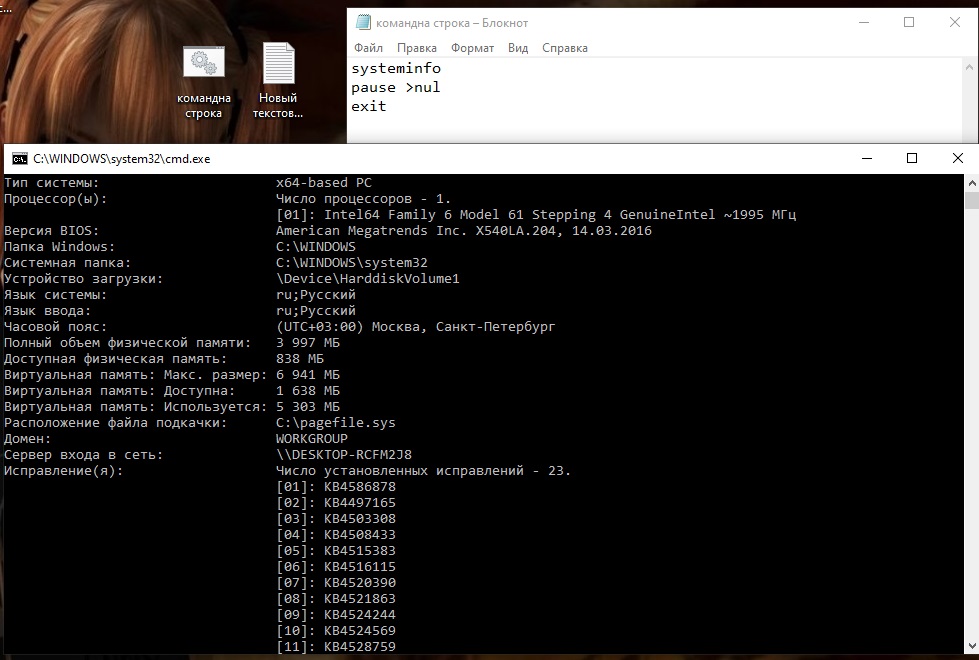 с...
командна строка – Блокнот
Файл Правка Формат Вид Справка
systeminfo
pause >nul
exit
командна
строка
Новый
текстов...
C:\WINDOWS\system32\cmd.exe
Тип системы: x64-based PC
Процессор(ы): Число процессоров - 1.
[01]: Intel64 Family 6 Model 61 Stepping 4 GenuineIntel ~1995 МГц
Версия BIOS: American Megatrends Inc. X540LA.204, 14.03.2016
Папка Windows: C:\WINDOWS
Системная папка: C:\WINDOWS\system32
Устройство загрузки: \Device\HarddiskVolume1
Язык системы: ru;Русский
Язык ввода: ru;Русский
Часовой пояс: (UTC+03:00) Москва, Санкт-Петербург
Полный объем физической памяти: 3 997 МБ
Доступная физическая память: 838 МБ
Виртуальная память: Макс. размер: 6 941 МБ
Виртуальная память: Доступна: 1 638 МБ
Виртуальная память: Используется: 5 303 МБ
Расположение файла подкачки: C:\pagefile.sys
Домен: WORKGROUP
Сервер входа в сеть: \\DESKTOP-RCFM2J8
Исправление(я): Число установленных исправлений - 23.
[01]: KB4586878
[02]: KB4497165
[03]: KB4503308
[04]: KB4508433
[05]: KB4515383
[06]: KB4516115
[07]: KB4520390
[08]: KB4521863
[09]: KB4524244
[10]: KB4524569
[11]: KB4528759